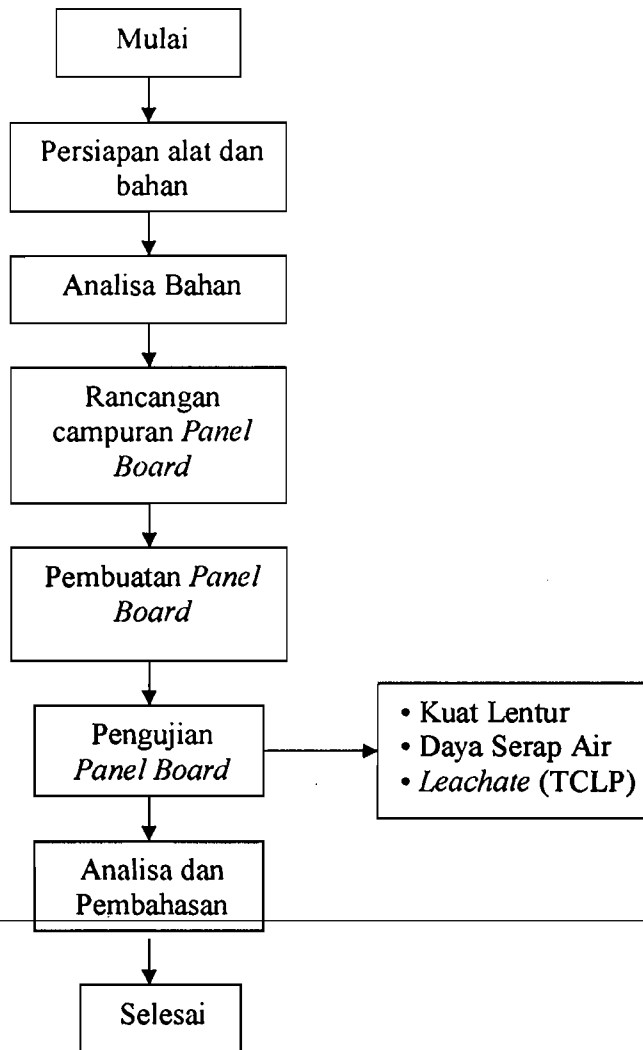 Mulai
Persiapan alat dan
bahan
Analisa Bahan
Rancangan
campuran Panel
Board
Pembuatan Panel
Board
Pengujian
Panel Board
• Kuat Lentur
• Daya Serap Air
• Leachate (TCLP)
Analisa dan
Pembahasan
Selesai